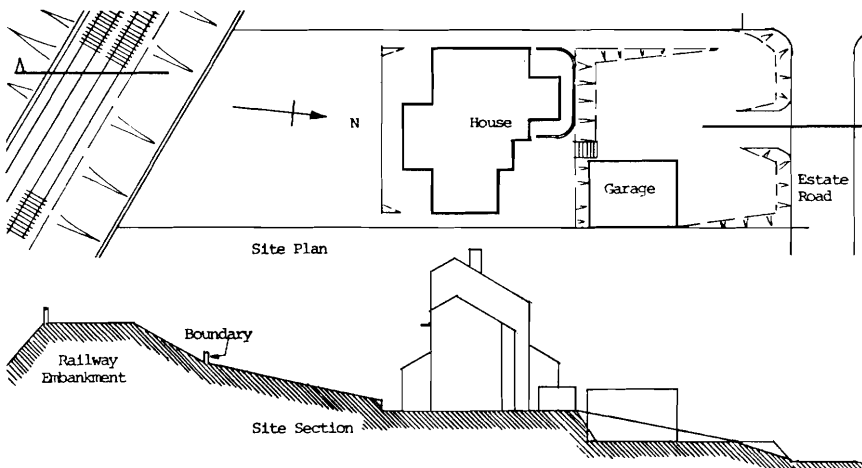 N
House
Garage
Estate
Road
Site Plan
Boundary
Railway
Embankment
Site Section